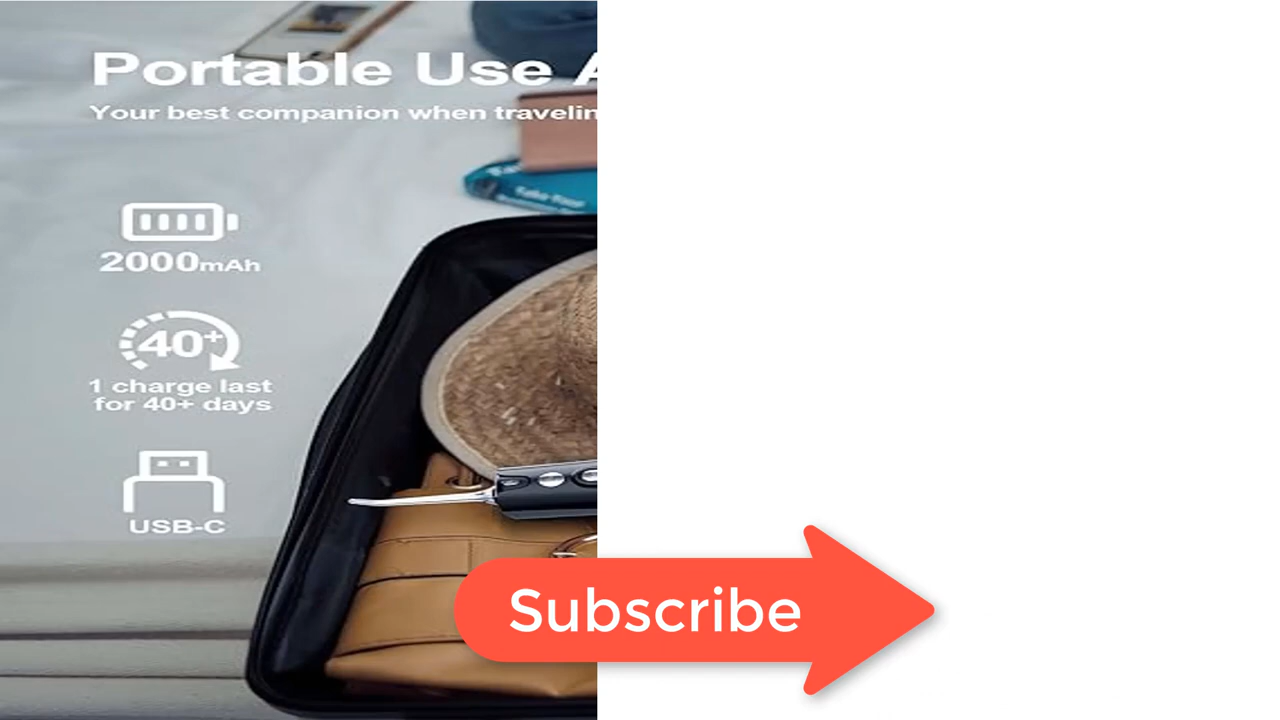 Portable Use A
Your best companion when travelin
2000mAh
40+
1 charge last
for 40+ days
USB-C
Subscribe